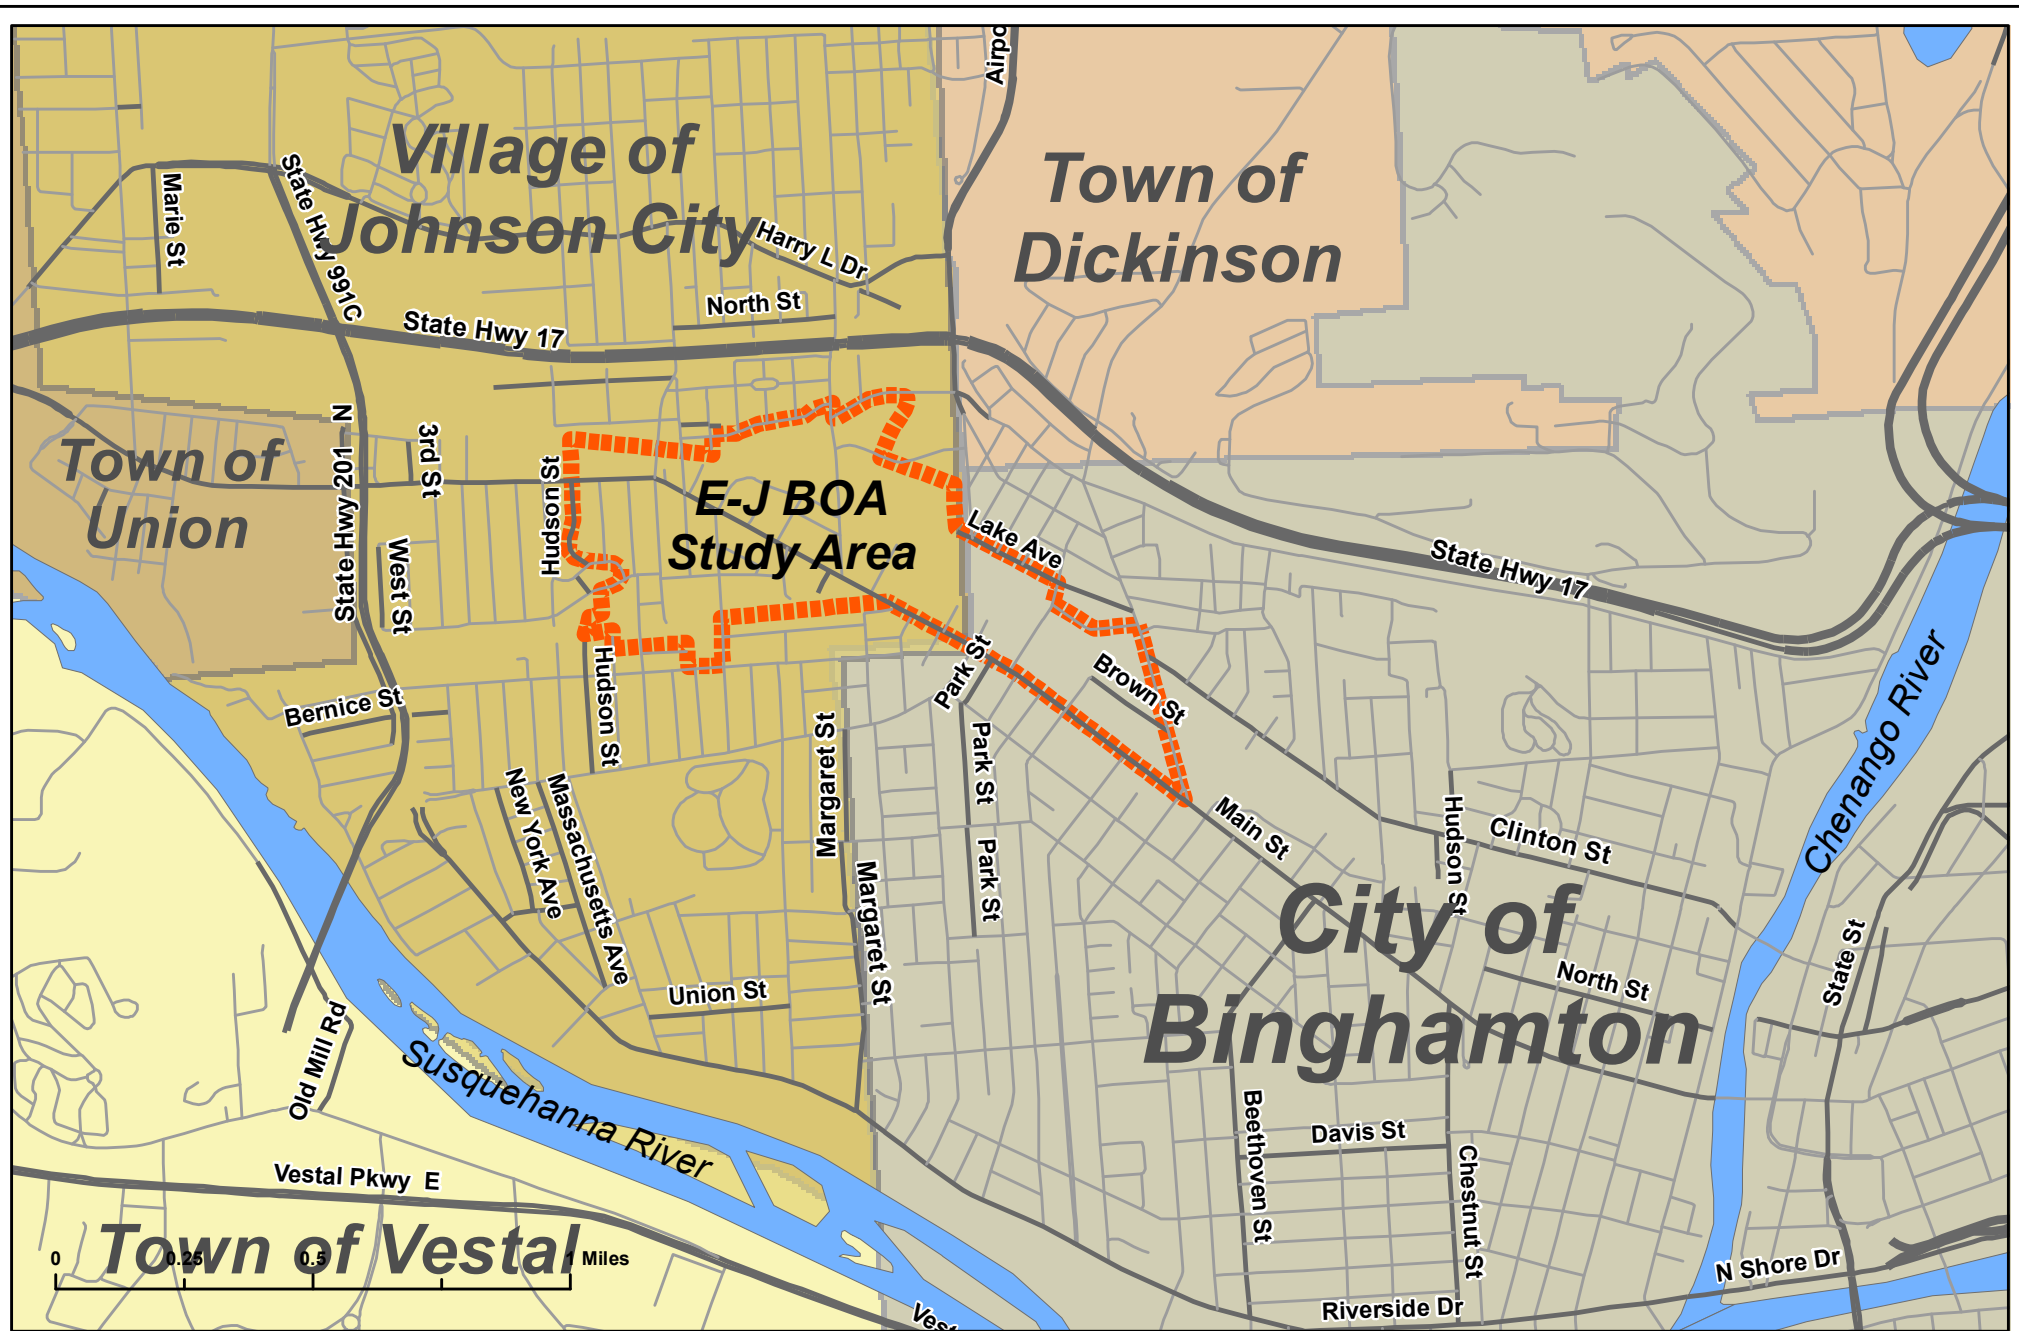 Airpo
Village of
Johnson City
Town of
Dickinson
Marie St
State Hwy 991C
Harry L Dr
North St
State Hwy 17
Town of
Union
State Hwy 201 N
3rd St
Hudson St
West St
E-J BOA
Study Area
Lake Ave
State Hwy 17
Park St
Brown St
Bernice St
Hudson St
Margaret St
Park St
Chenango River
New York Ave
Massachusetts Ave
Main St
Hudson St
Clinton St
Park St
Margaret St
City of
Binghamton
North St
State St
Union St
Old Mill Rd
Susquehanna River
Beethoven St
Davis St
Chestnut St
Vestal Pkwy E
Town of Vestal
0 0.25 0.5 1 Miles
N Shore Dr
Riverside Dr
Vest